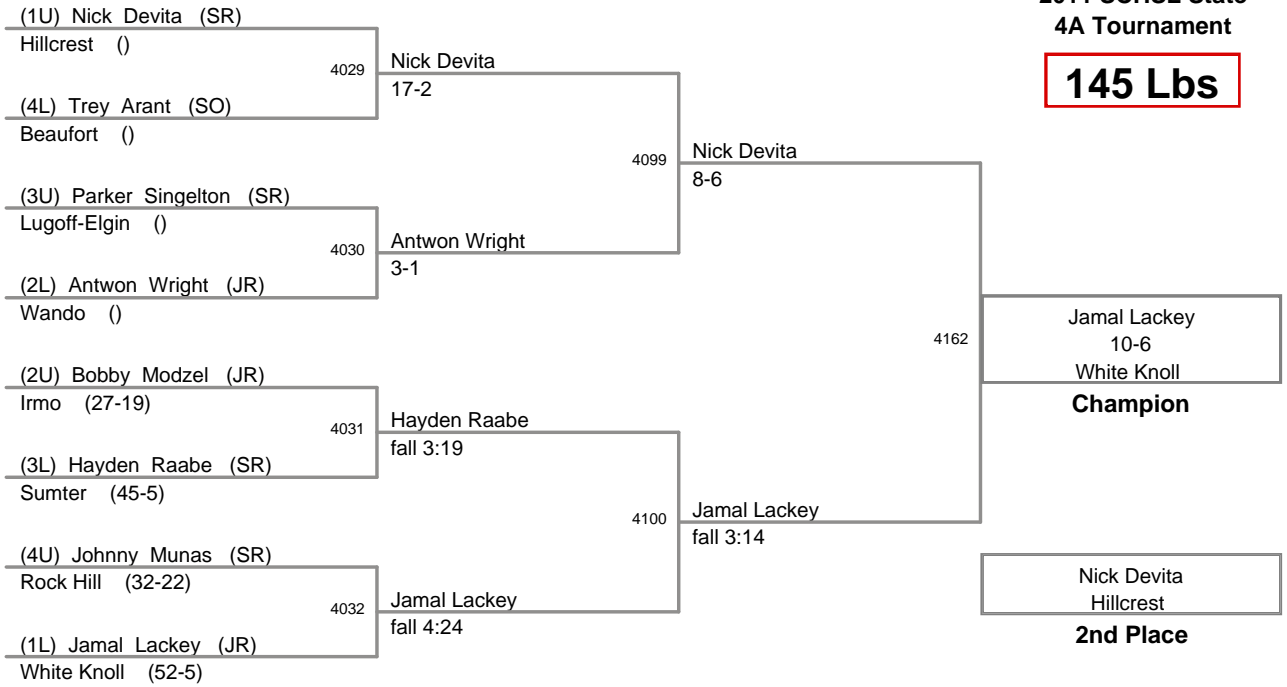 4A Tournament
145 Lbs
(1U) Nick Devita (SR)
Hillcrest ()
4029
Nick Devita
17-2
(4L) Trey Arant (SO)
Beaufort ()
4099
Nick Devita
8-6
(3U) Parker Singelton (SR)
Lugoff-Elgin ()
4030
Antwon Wright
3-1
(2L) Antwon Wright (JR)
Wando ()
4162
Jamal Lackey
10-6
White Knoll
Champion
(2U) Bobby Modzel (JR)
Irmo (27-19)
4031
Hayden Raabe
fall 3:19
(3L) Hayden Raabe (SR)
Sumter (45-5)
4100
Jamal Lackey
fall 3:14
(4U) Johnny Munas (SR)
Rock Hill (32-22)
4032
Jamal Lackey
fall 4:24
(1L) Jamal Lackey (JR)
White Knoll (52-5)
Nick Devita
Hillcrest
2nd Place